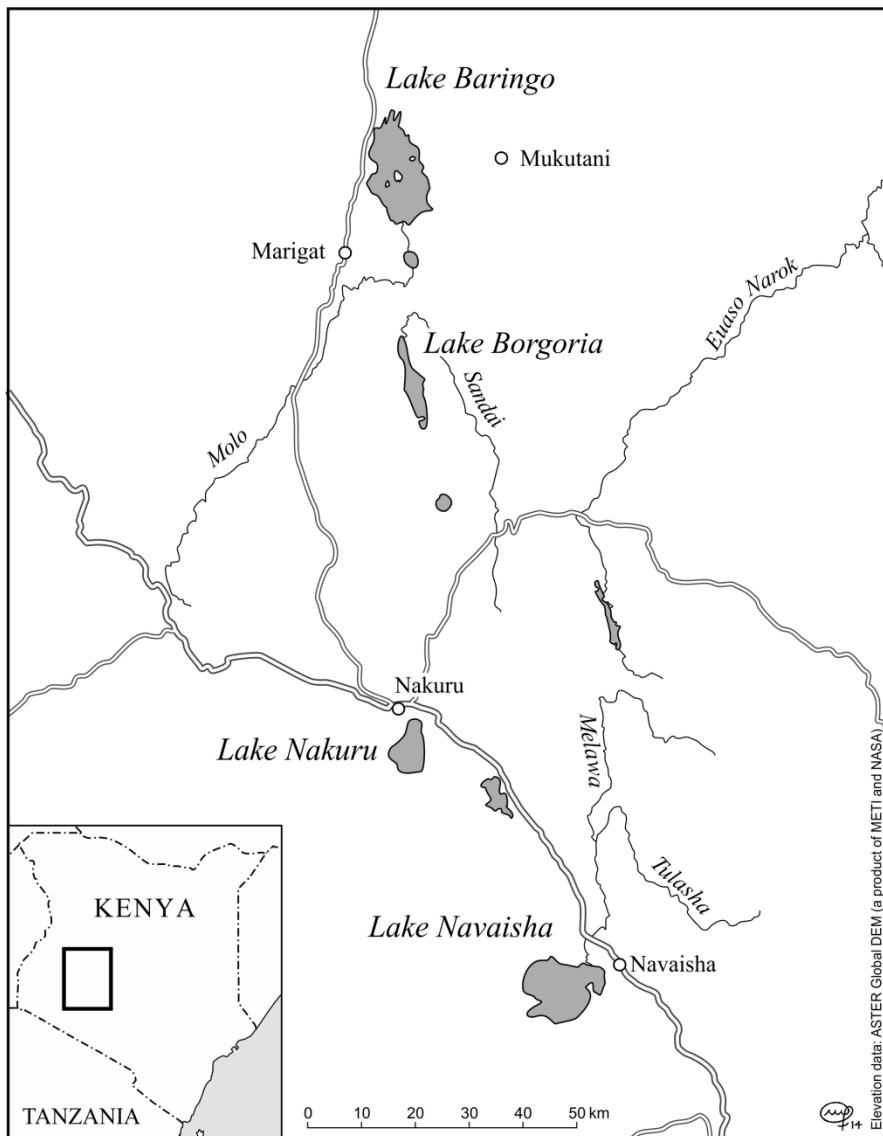 Lake Baringo
Mukutani
Marigat
Euaso Narok
Lake Borgoria
Sandai
Molo
Nakuru
Lake Nakuru
Melawa
Tulasha
Lake Navaisha
Navaisha
KENYA
TANZANIA
0 10 20 30 40 50 km
Elevation data: ASTER Global DEM (a product of METI and NASA)